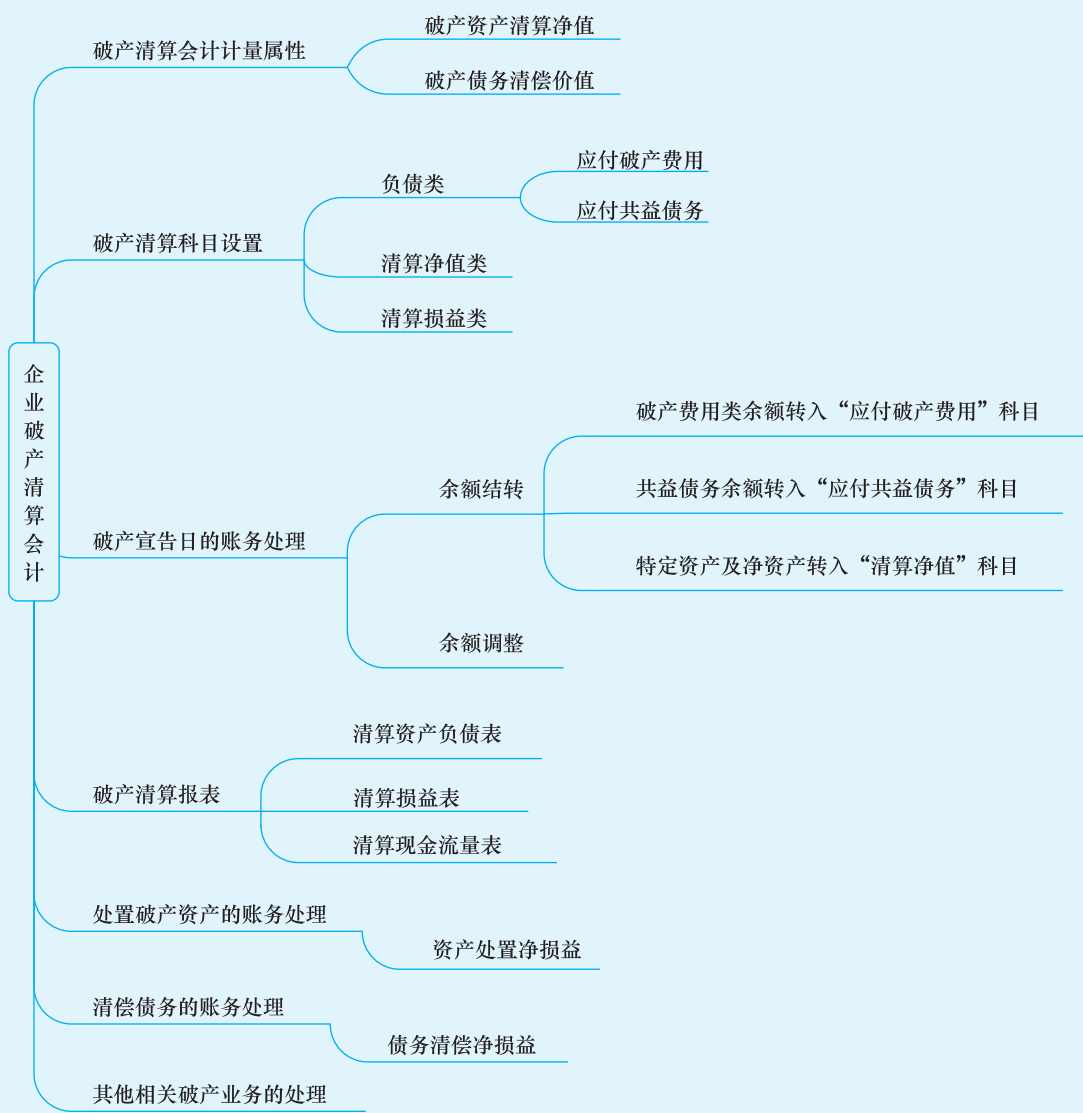 企业破产清算会计
破产清算会计计量属性
破产资产清算净值
破产债务清偿价值
破产清算科目设置
负债类
应付破产费用
应付共益债务
清算净值类
清算损益类
破产宣告日的账务处理
余额结转
破产费用类余额转入“应付破产费用”科目
共益债务余额转入“应付共益债务”科目
特定资产及净资产转入“清算净值”科目
余额调整
破产清算报表
清算资产负债表
清算损益表
清算现金流量表
处置破产资产的账务处理
资产处置净损益
清偿债务的账务处理
债务清偿净损益
其他相关破产业务的处理